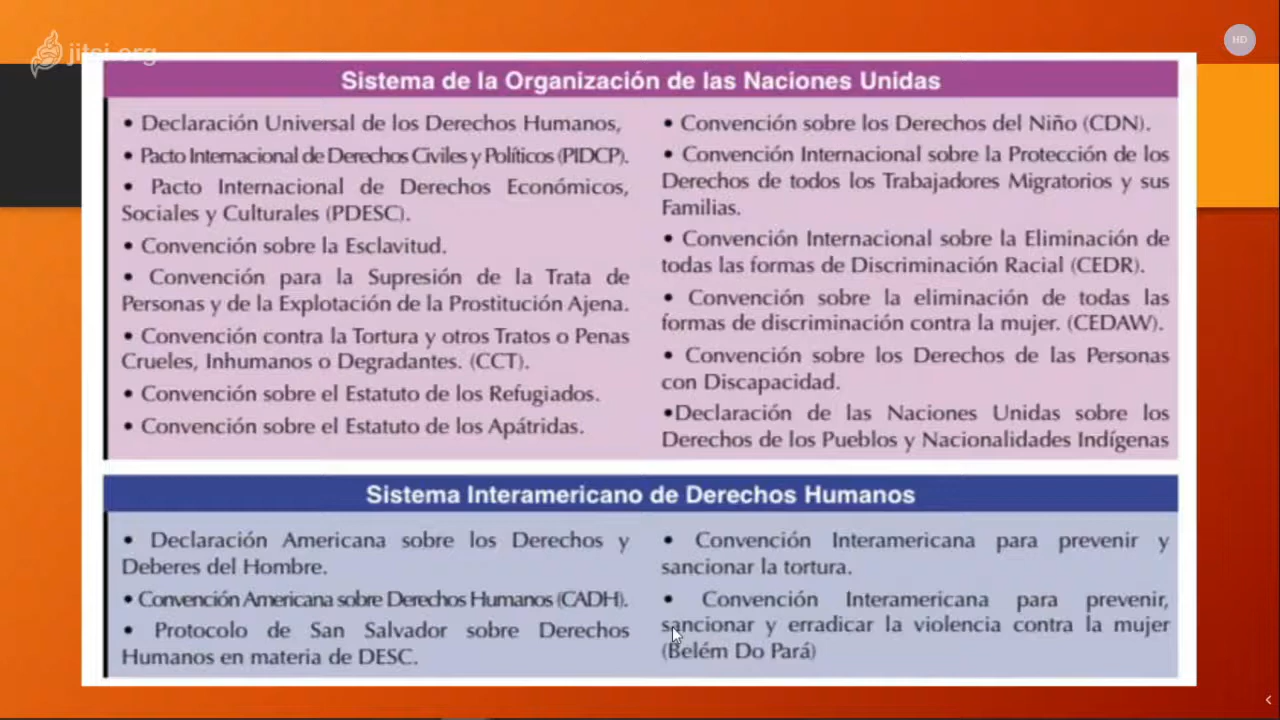 jitsi.org
HD
Sistema de la Organización de las Naciones Unidas
• Declaración Universal de los Derechos Humanos,
• Pacto Internacional de Derechos Civiles y Políticos (PIDCP).
• Pacto Internacional de Derechos Económicos,
Sociales y Culturales (PDESC).
• Convención sobre la Esclavitud.
• Convención para la Supresión de la Trata de
Personas y de la Explotación de la Prostitución Ajena.
• Convención contra la Tortura y otros Tratos o Penas
Crueles, Inhumanos o Degradantes. (CCT).
• Convención sobre el Estatuto de los Refugiados.
• Convención sobre el Estatuto de los Apátridas.
• Convención sobre los Derechos del Niño (CDN).
• Convención Internacional sobre la Protección de los
Derechos de todos los Trabajadores Migratorios y sus
Familias.
• Convención Internacional sobre la Eliminación de
todas las formas de Discriminación Racial (CEDR).
• Convención sobre la eliminación de todas las
formas de discriminación contra la mujer. (CEDAW).
• Convención sobre los Derechos de las Personas
con Discapacidad.
•Declaración de las Naciones Unidas sobre los
Derechos de los Pueblos y Nacionalidades Indígenas
Sistema Interamericano de Derechos Humanos
• Declaración Americana sobre los Derechos y
Deberes del Hombre.
• Convención Americana sobre Derechos Humanos (CADH).
• Protocolo de San Salvador sobre Derechos
Humanos en materia de DESC.
• Convención Interamericana para prevenir y
sancionar la tortura.
• Convención Interamericana para prevenir,
sancionar y erradicar la violencia contra la mujer
(Belém Do Pará)